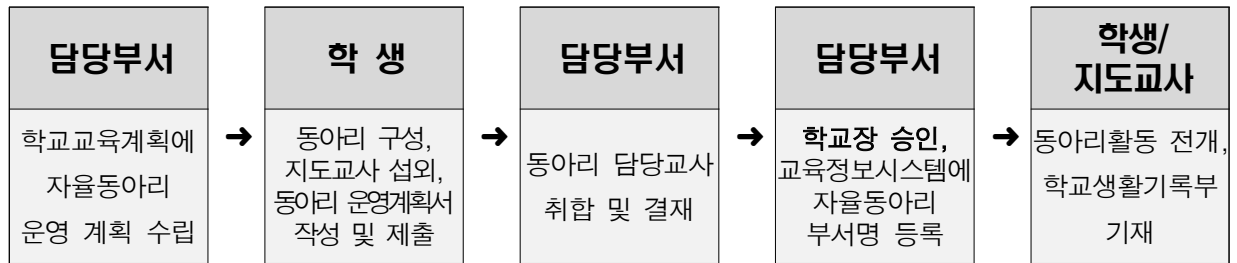 담당부서
학교교육계획에
자율동아리
운영 계획 수립
➜
학 생
동아리 구성,
지도교사 섭외,
동아리 운영계획서
작성 및 제출
➜
담당부서
동아리 담당교사
취합 및 결재
➜
담당부서
학교장 승인,
교육정보시스템에
자율동아리
부서명 등록
➜
학생/
지도교사
동아리활동 전개,
학교생활기록부
기재